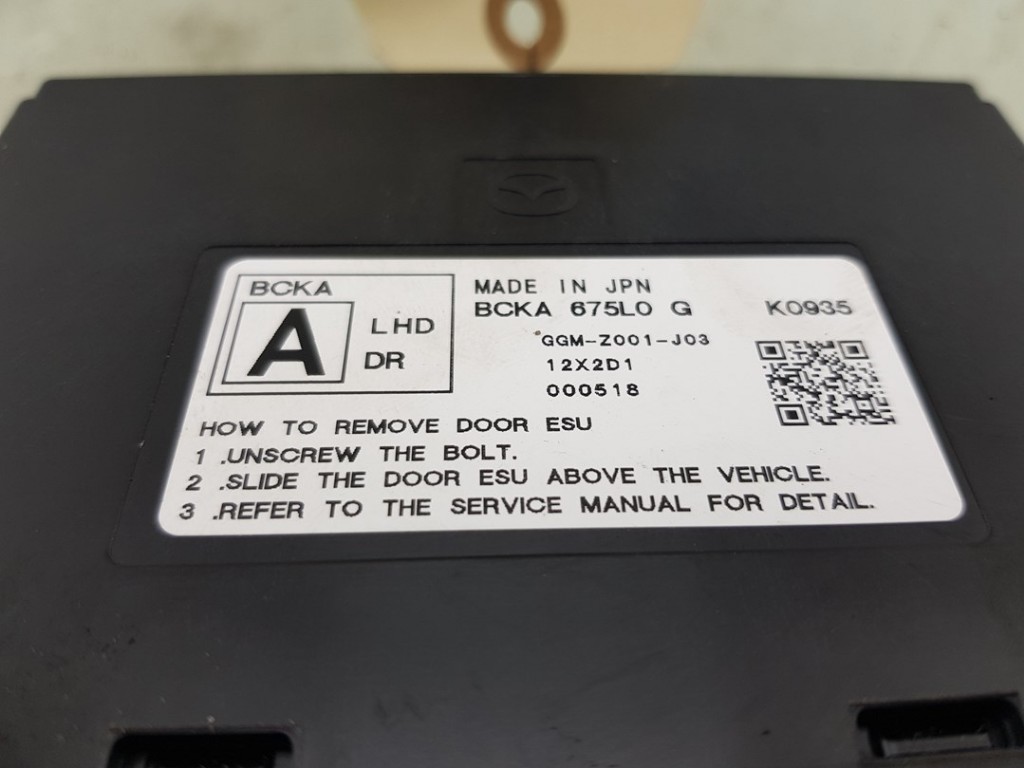 BCKA
A
LHD
DR
MADE IN JPN
BCKA 675L0 G K0935
GGM-Z001-J03
12X2D1
000518
HOW TO REMOVE DOOR ESU
1 .UNSCREW THE BOLT.
2 .SLIDE THE DOOR ESU ABOVE THE VEHICLE.
3 .REFER TO THE SERVICE MANUAL FOR DETAIL.